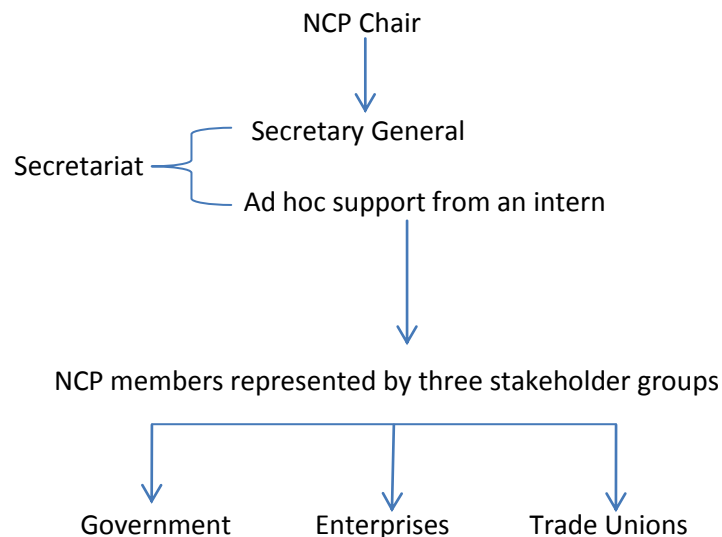 NCP Chair
Secretary General
Secretariat
Ad hoc support from an intern
NCP members represented by three stakeholder groups
Government Enterprises Trade Unions